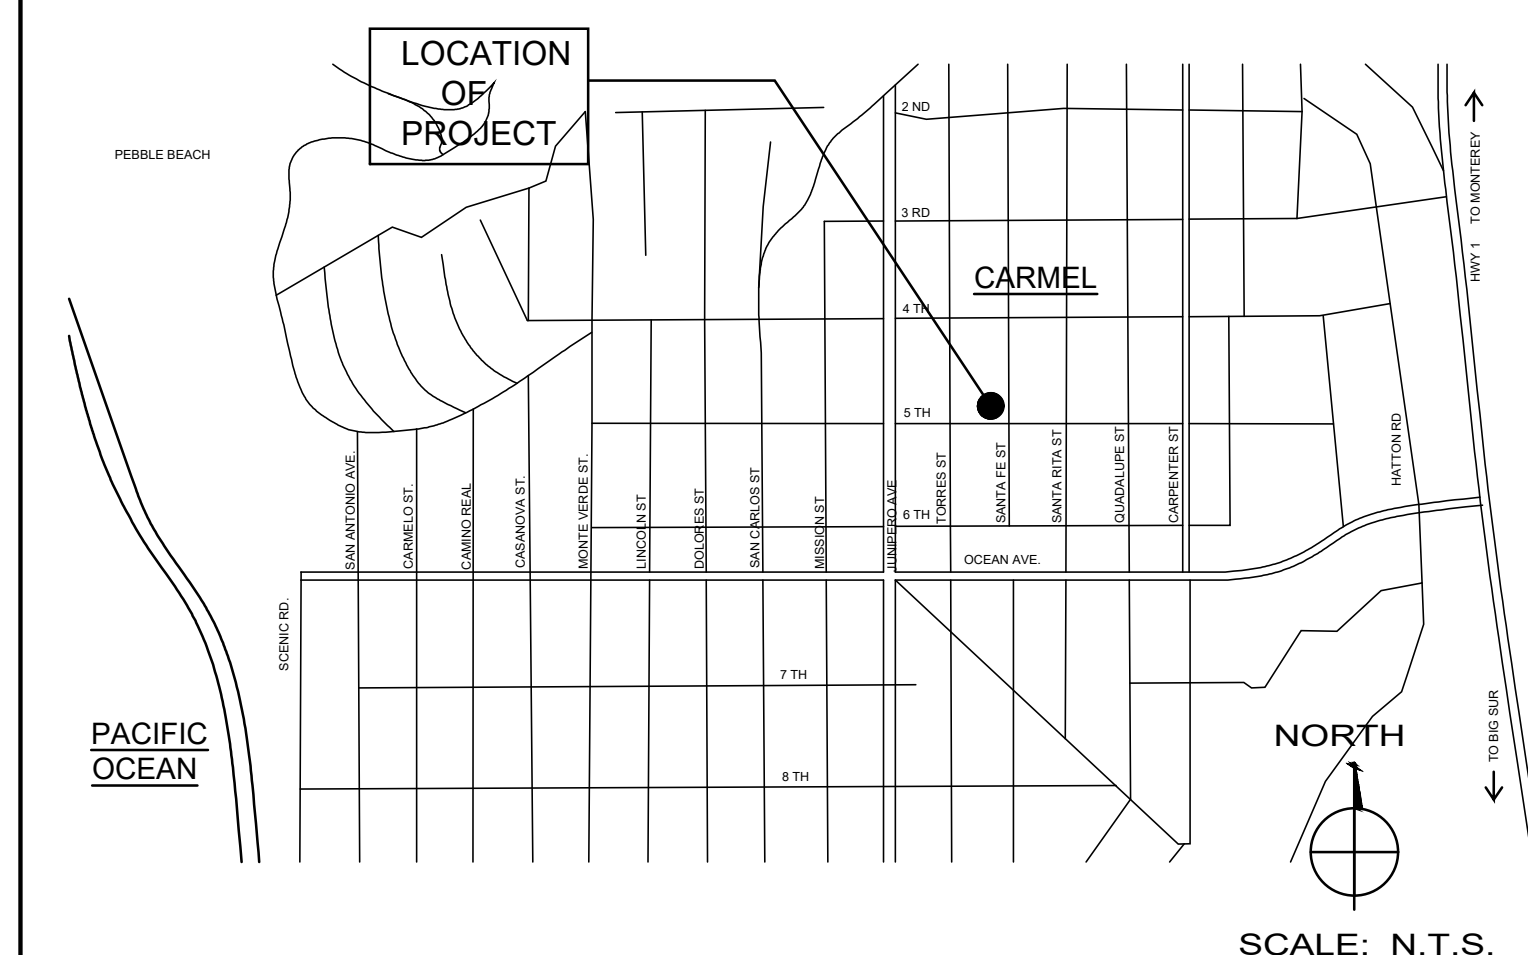 LOCATION
OF
PROJECT
PEBBLE BEACH
2 ND
3 RD
CARMEL
4 TH
5 TH
6 TH
HWY 1 TO MONTEREY
HATTON RD
SAN ANTONIO AVE.
CARMELO ST.
CAMINO REAL
CASANOVA ST.
MONTE VERDE ST.
LINCOLN ST
DOLORES ST
SAN CARLOS ST
MISSION ST
JUNIPERO AVE
TORRES ST
SANTA FE ST
SANTA RITA ST
QUADALUPE ST
CARPENTER ST
OCEAN AVE.
SCENIC RD.
7 TH
8 TH
PACIFIC
OCEAN
TO BIG SUR
NORTH
SCALE: N.T.S.